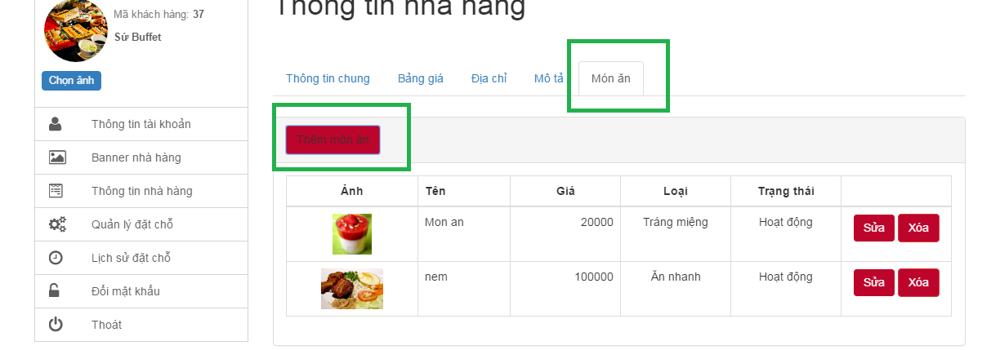 Thông tin nhà hàng
Mã khách hàng: 37
Sứ Buffet
Chọn ảnh
Thông tin tài khoản
Banner nhà hàng
Thông tin nhà hàng
Quản lý đặt chỗ
Lịch sử đặt chỗ
Đổi mật khẩu
Thoát
Thông tin chung Bảng giá Địa chỉ Mô tả Món ăn
Thêm món ăn
Ảnh Tên Giá Loại Trạng thái
Mon an 20000 Tráng miệng Hoạt động Sửa Xóa
nem 100000 Ăn nhanh Hoạt động Sửa Xóa